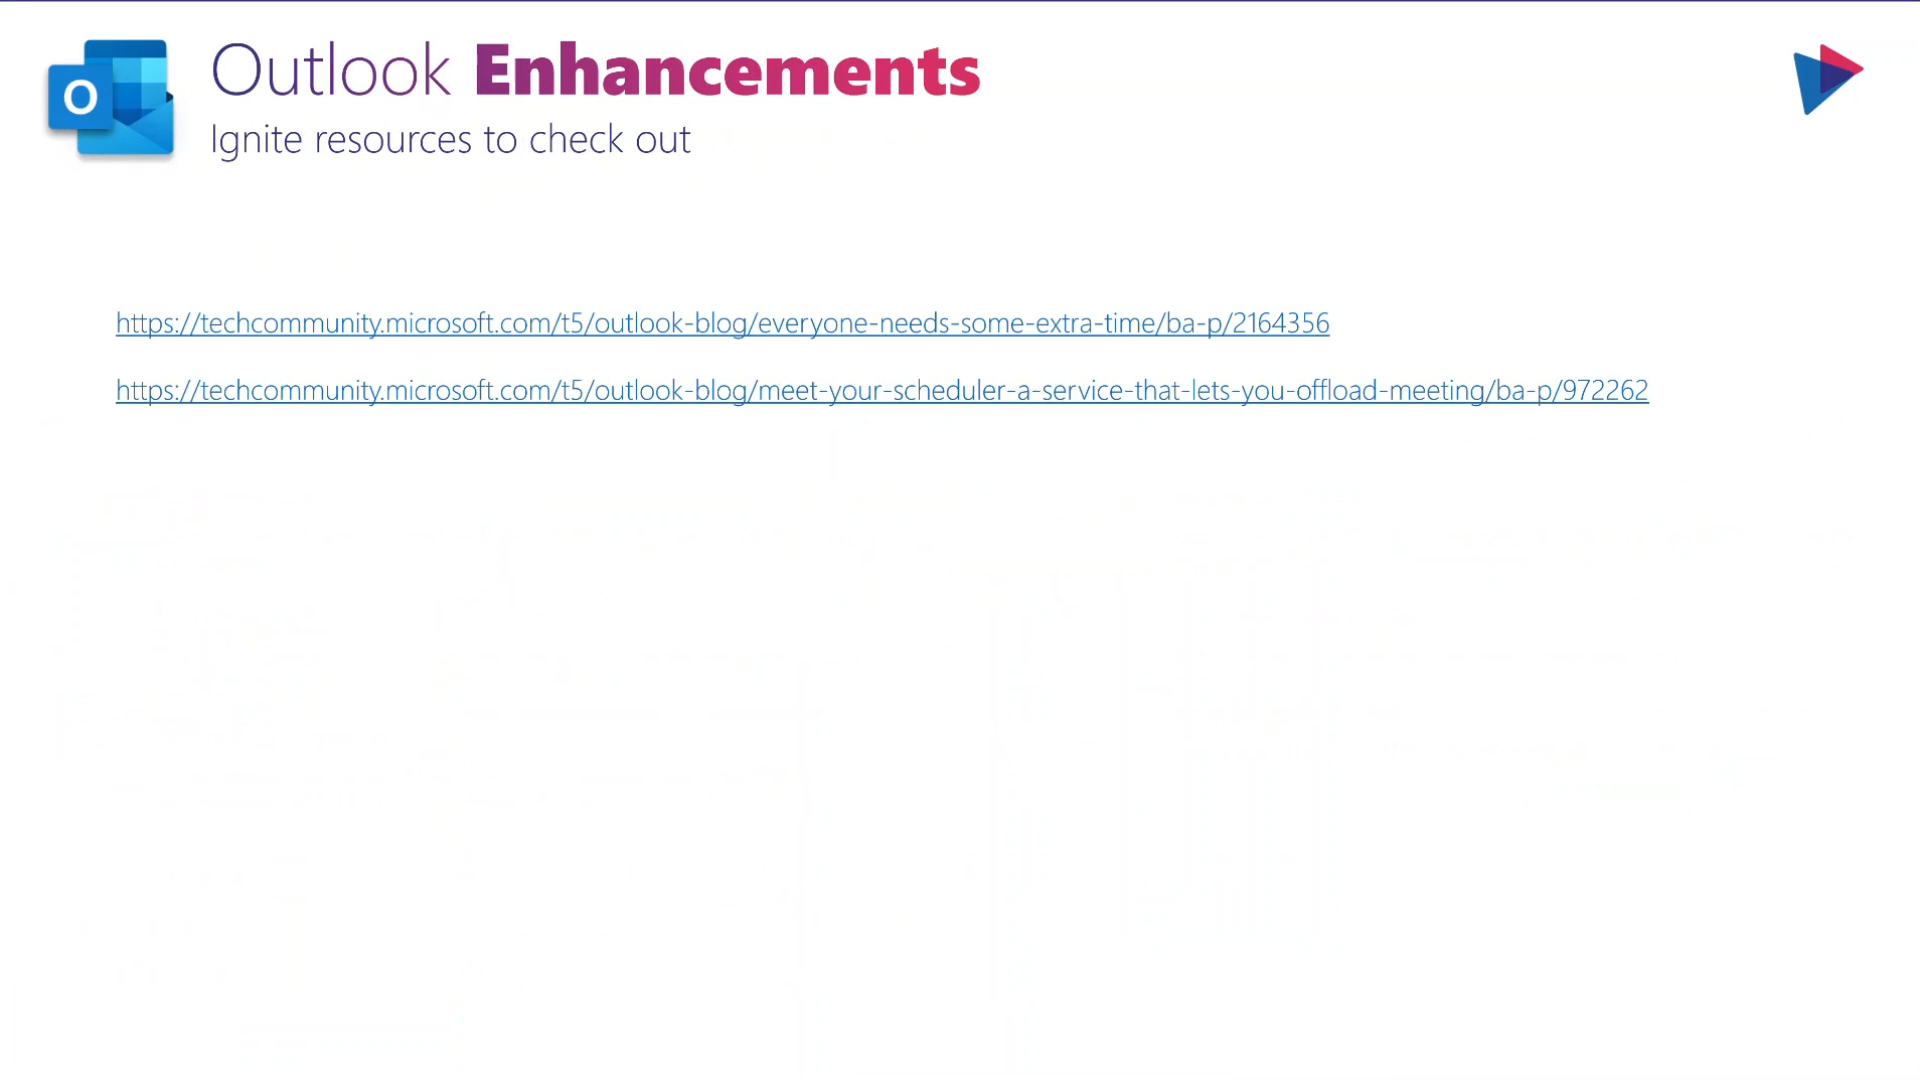 O
Outlook Enhancements
Ignite resources to check out
https://techcommunity.microsoft.com/t5/outlook-blog/everyone-needs-some-extra-time/ba-p/2164356
https://techcommunity.microsoft.com/t5/outlook-blog/meet-your-scheduler-a-service-that-lets-you-offload-meeting/ba-p/972262